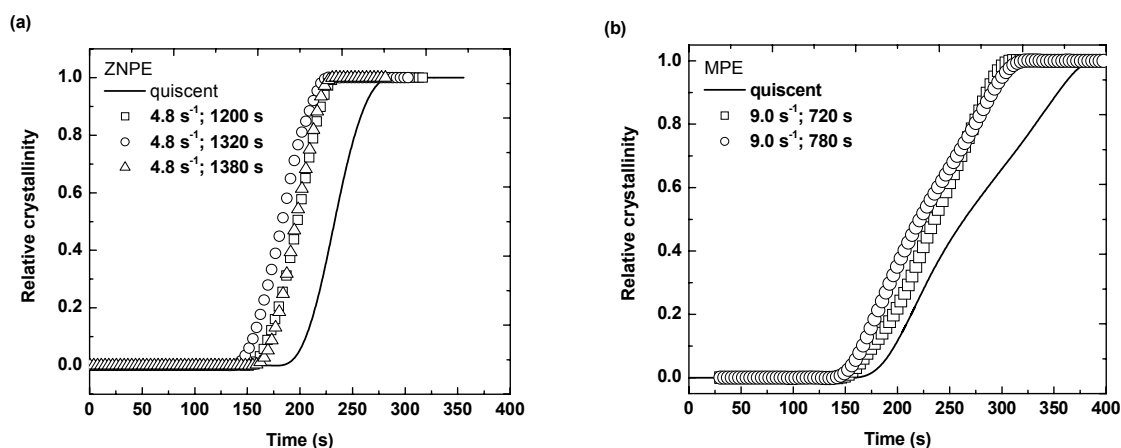 (a)
ZNPE
quiscent
4.8 s⁻¹; 1200 s
4.8 s⁻¹; 1320 s
4.8 s⁻¹; 1380 s
Relative crystallinity
1.0
0.8
0.6
0.4
0.2
0.0
0 50 100 150 200 250 300 350 400
Time (s)
(b)
MPE
quiscent
9.0 s⁻¹; 720 s
9.0 s⁻¹; 780 s
Relative crystallinity
1.0
0.8
0.6
0.4
0.2
0.0
0 50 100 150 200 250 300 350 400
Time (s)